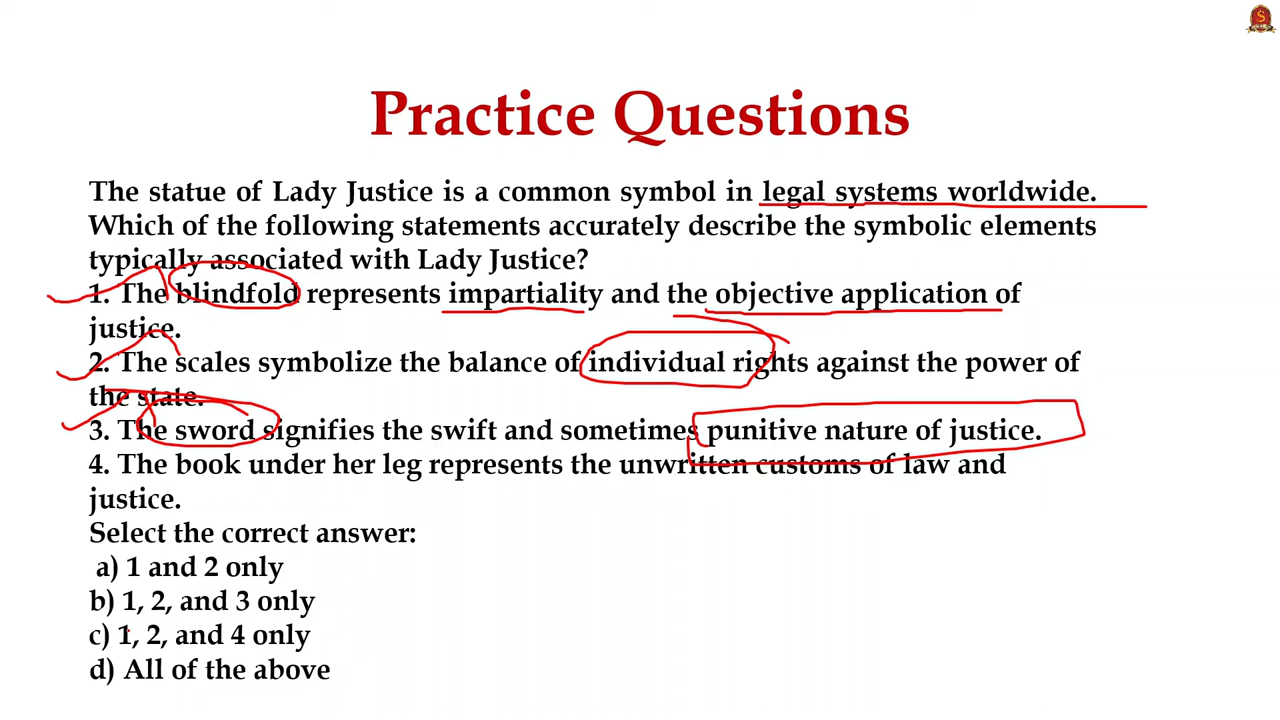 Practice Questions
The statue of Lady Justice is a common symbol in legal systems worldwide.
Which of the following statements accurately describe the symbolic elements
typically associated with Lady Justice?
1. The blindfold represents impartiality and the objective application of
justice.
2. The scales symbolize the balance of individual rights against the power of
the state.
3. The sword signifies the swift and sometimes punitive nature of justice.
4. The book under her leg represents the unwritten customs of law and
justice.
Select the correct answer:
a) 1 and 2 only
b) 1, 2, and 3 only
c) 1, 2, and 4 only
d) All of the above